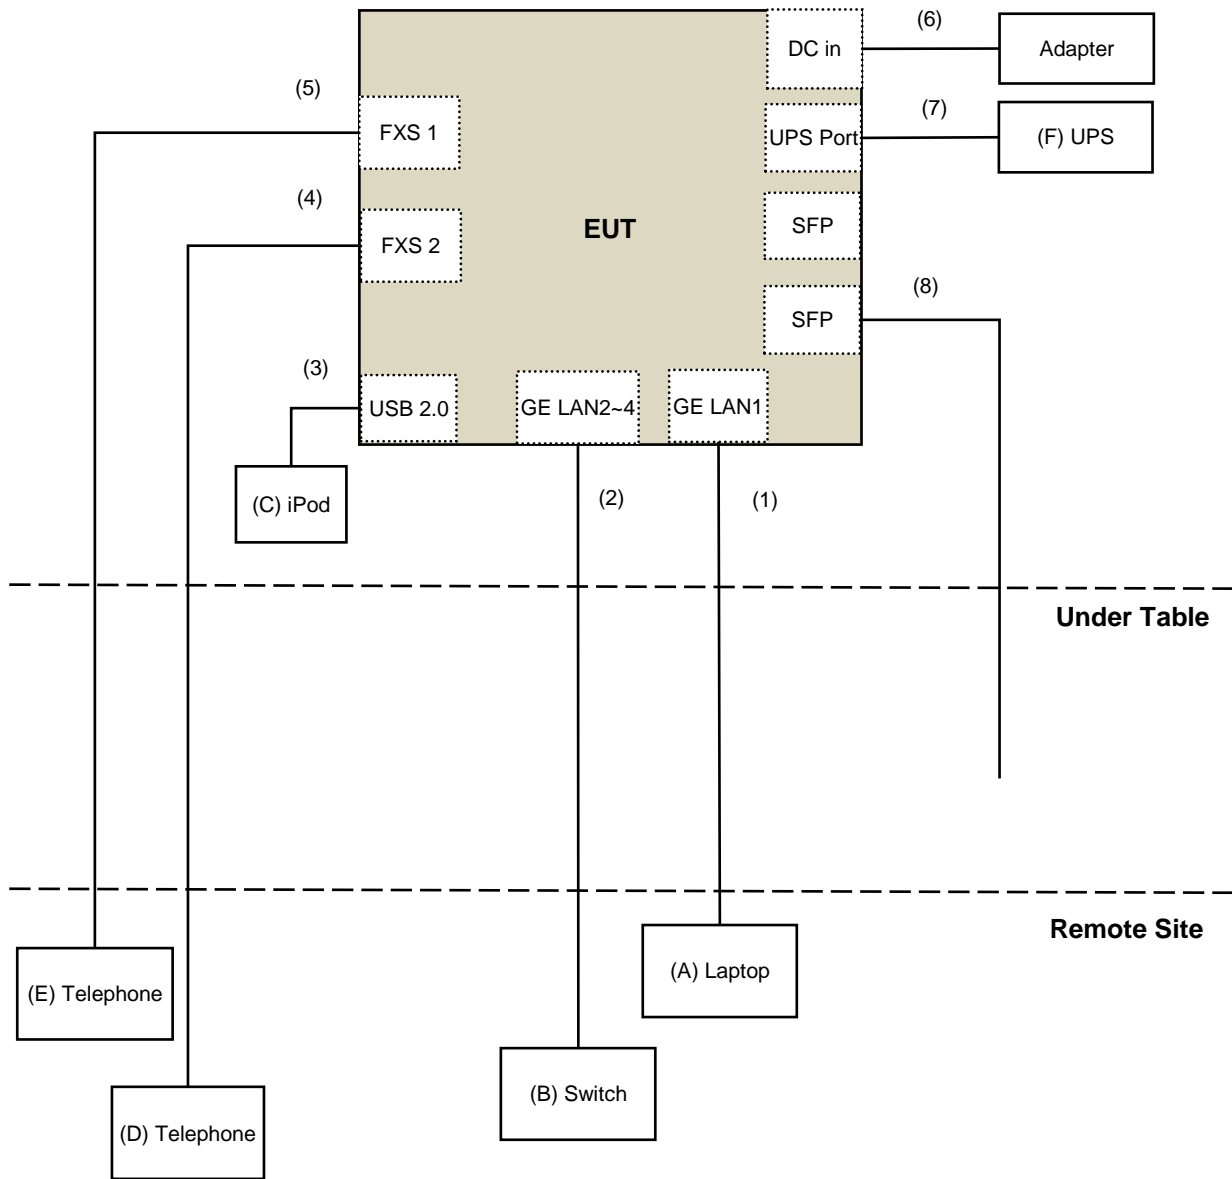 (6)
DC in
Adapter
(5)
(7)
FXS 1
UPS Port
(F) UPS
(4)
EUT
SFP
FXS 2
(8)
SFP
(3)
USB 2.0
GE LAN2~4
GE LAN1
(C) iPod
(2)
(1)
Under Table
Remote Site
(A) Laptop
(E) Telephone
(B) Switch
(D) Telephone